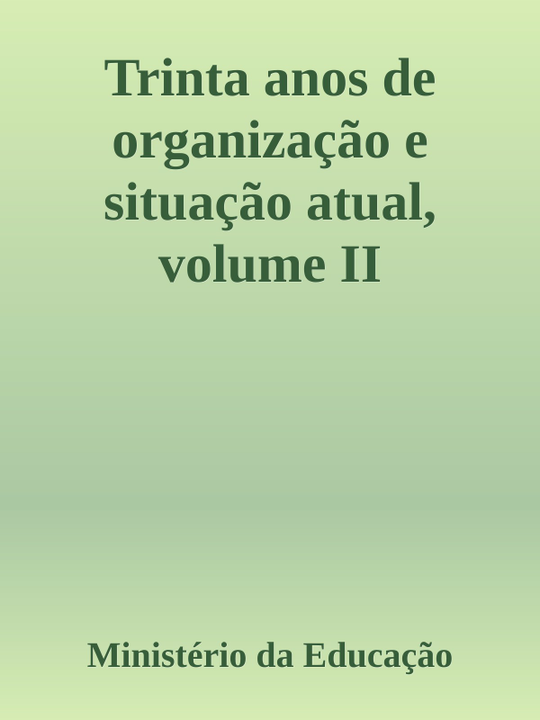 Trinta anos de
organização e
situação atual,
volume II
Ministério da Educação